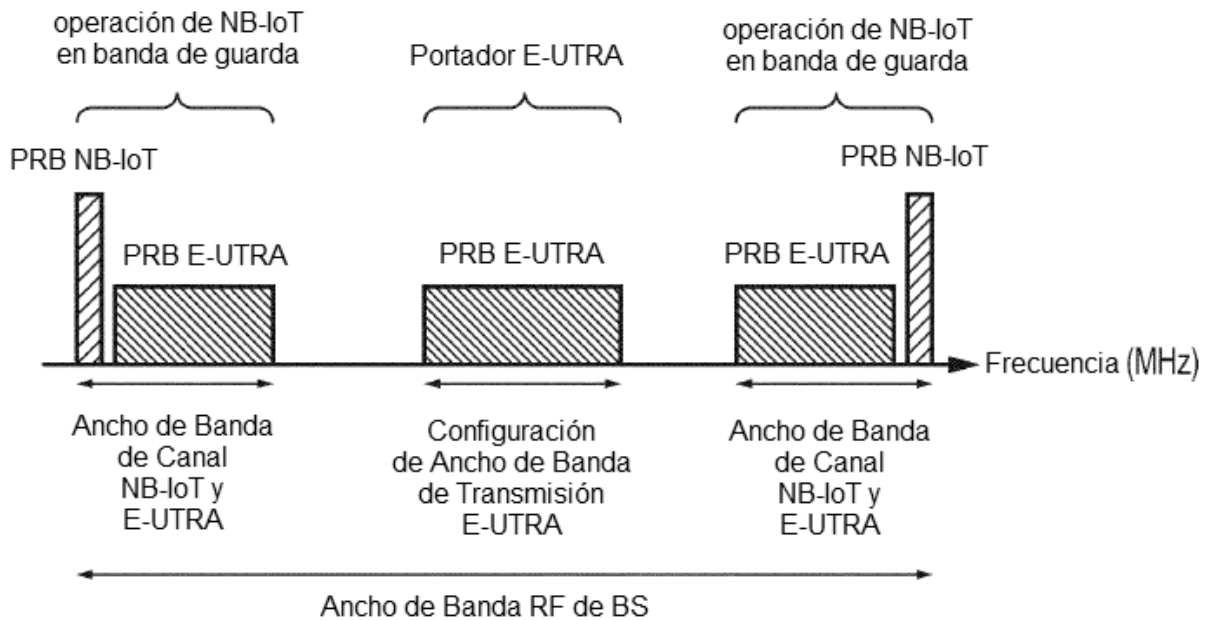 operación de NB-IoT
en banda de guarda
Portador E-UTRA
operación de NB-IoT
en banda de guarda
PRB NB-IoT
PRB NB-IoT
PRB E-UTRA
PRB E-UTRA
PRB E-UTRA
Frecuencia (MHz)
Ancho de Banda
de Canal
NB-IoT y
E-UTRA
Configuración
de Ancho de Banda
de Transmisión
E-UTRA
Ancho de Banda
de Canal
NB-IoT y
E-UTRA
Ancho de Banda RF de BS